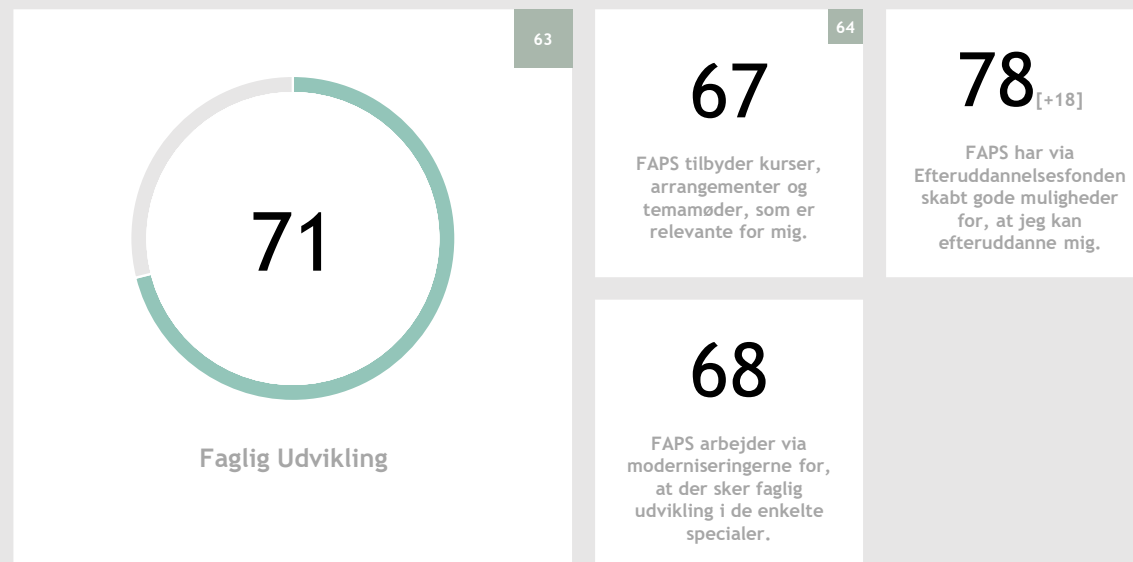 63
71
Faglig Udvikling
64
67
FAPS tilbyder kurser,
arrangementer og
temamøder, som er
relevante for mig.
78[+18]
FAPS har via
Efteruddannelsesfonden
skabt gode muligheder
for, at jeg kan
efteruddanne mig.
68
FAPS arbejder via
moderniseringerne for,
at der sker faglig
udvikling i de enkelte
specialer.